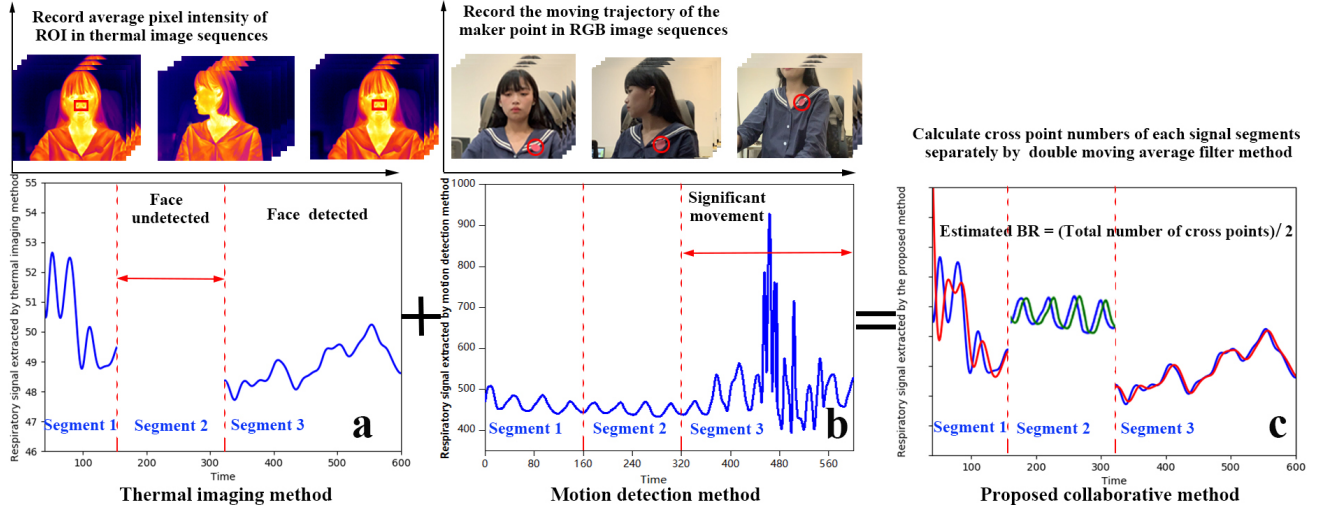 Record average pixel intensity of
ROI in thermal image sequences
Face
undetected
Face detected
Respiratory signal extracted by thermal imaging method
55
54
53
52
51
50
49
48
47
46
Segment 1
Segment 2
Segment 3
a
100
200
300
400
500
600
Time
Thermal imaging method
+
Record the moving trajectory of the
maker point in RGB image sequences
Significant
movement
Respiratory signal extracted by motion detection method
1000
900
800
700
600
500
400
Segment 1
Segment 2
Segment 3
b
0
80
160
240
320
400
480
560
Time
Motion detection method
=
Calculate cross point numbers of each signal segments
separately by double moving average filter method
Estimated BR = (Total number of cross points)/ 2
Respiratory signal extracted by the proposed method
Segment 1
Segment 2
Segment 3
c
100
200
300
400
500
600
Time
Proposed collaborative method